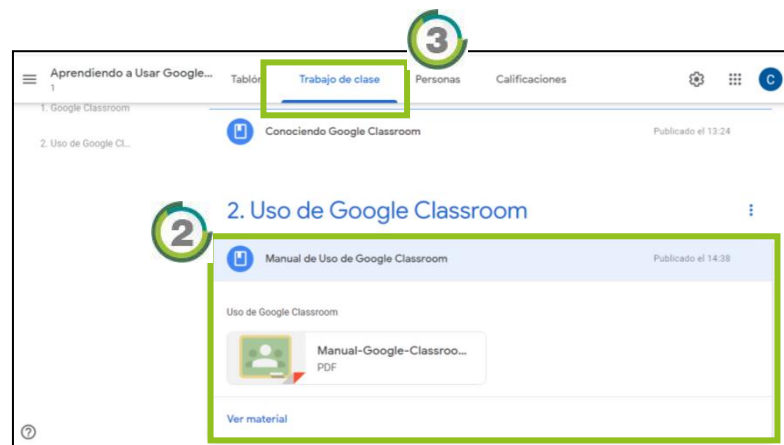 3
Aprendiendo a Usar Google...
1
Tablón
Trabajo de clase
Personas
Calificaciones
C
1. Google Classroom
2. Uso de Google Cl...
Conociendo Google Classroom
Publicado el 13:24
2. Uso de Google Classroom
2
Manual de Uso de Google Classroom
Publicado el 14:38
Uso de Google Classroom
Manual-Google-Classroo...
PDF
Ver material